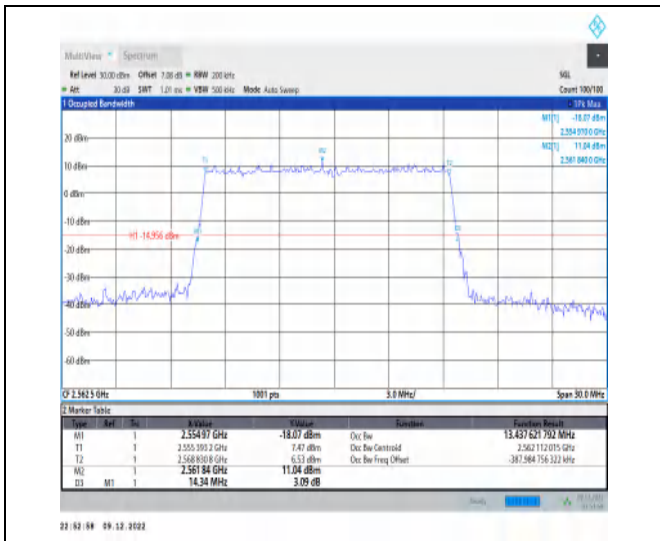 MultiView Spectrum
Ref Level 30.00 dBm Offset 7.08 dB RBW 200 kHz SGL
Att 30 dB SWT 1.01 ms VBW 500 kHz Mode Auto Sweep Count 100/100
1 Occupied Bandwidth 1Pk Max
M1[1] -18.07 dBm
2.554 970 0 GHz
M2[1] 11.04 dBm
2.561 840 0 GHz
20 dBm
10 dBm
0 dBm
-10 dBm
H1 -14.956 dBm
-20 dBm
-30 dBm
-40 dBm
-50 dBm
-60 dBm
T1
M2
T2
CF 2.562 5 GHz 1001 pts 3.0 MHz/ Span 30.0 MHz
2 Marker Table
Type Ref Trc X-Value Y-Value Function Function Result
M1 1 2.554 97 GHz -18.07 dBm Occ Bw 13.437 621 792 MHz
T1 1 2.555 393 2 GHz 7.47 dBm Occ Bw Centroid 2.562 112 015 GHz
T2 1 2.568 830 8 GHz 6.53 dBm Occ Bw Freq Offset -387.984 756 322 kHz
M2 1 2.561 84 GHz 11.04 dBm
D3 M1 1 14.34 MHz 3.09 dB
Ready
22:52:58 09.12.2022